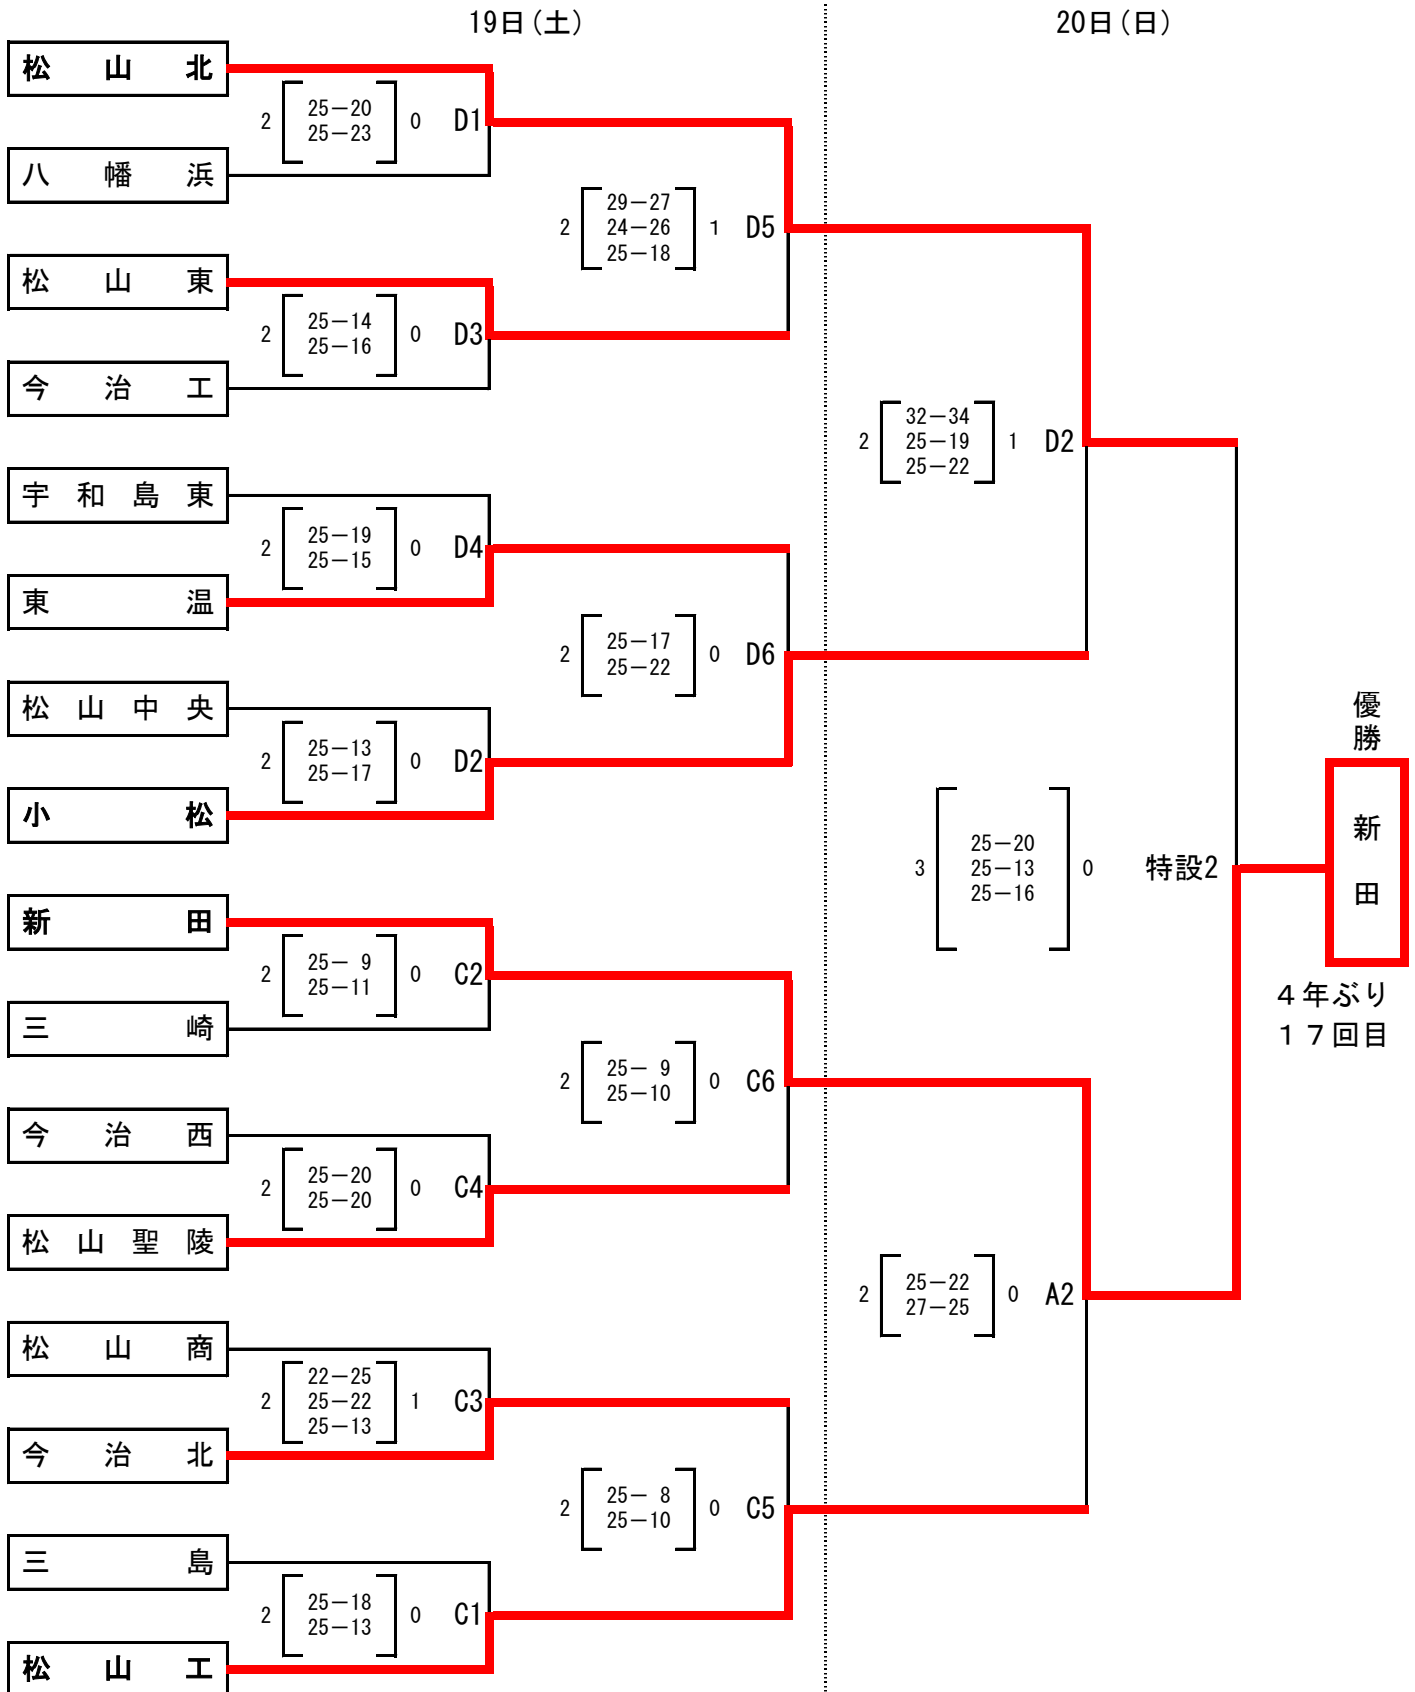 19日(土)
20日(日)
松山北
2 25－20 0 D1
25－23
八幡浜
2 29－27 1 D5
24－26
25－18
松山東
2 25－14 0 D3
25－16
今治工
2 32－34 1 D2
25－19
25－22
宇和島東
2 25－19 0 D4
25－15
東温
2 25－17 0 D6
25－22
松山中央
2 25－13 0 D2
25－17
小松
3 25－20 0 特設2
25－13
25－16
優勝
新田
４年ぶり
１７回目
新田
2 25－ 9 0 C2
25－11
三崎
2 25－ 9 0 C6
25－10
今治西
2 25－20 0 C4
25－20
松山聖陵
2 25－22 0 A2
27－25
松山商
2 22－25 1 C3
25－22
25－13
今治北
2 25－ 8 0 C5
25－10
三島
2 25－18 0 C1
25－13
松山工